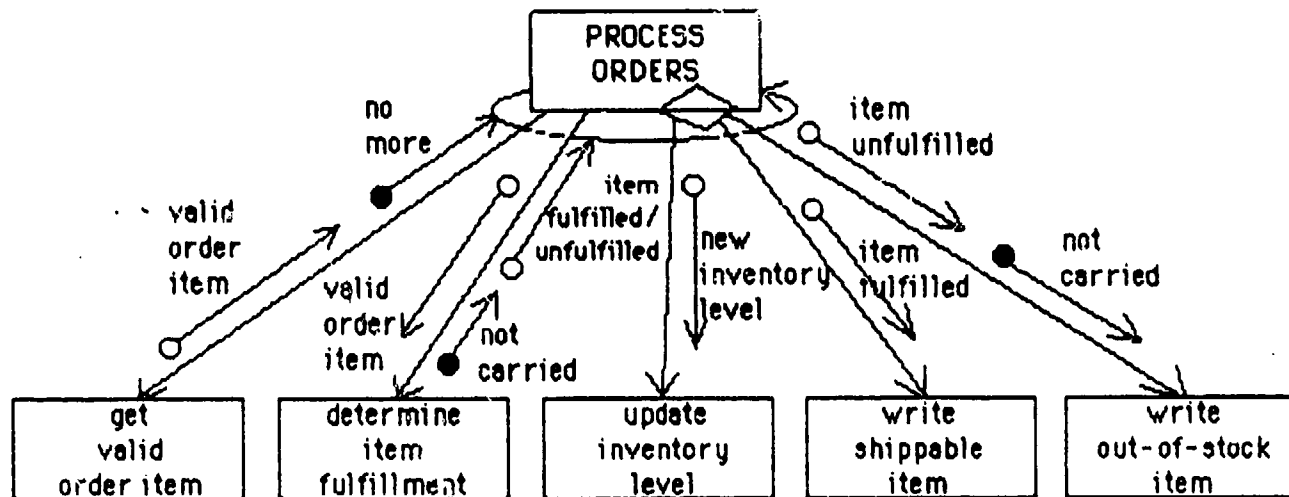 PROCESS
ORDERS
no
more
item
unfulfilled
valid
order
item
item
fulfilled/
unfulfilled
new
inventory
level
item
fulfilled
not
carried
valid
order
item
not
carried
get
valid
order item
determine
item
fulfillment
update
inventory
level
write
shippable
item
write
out-of-stock
item